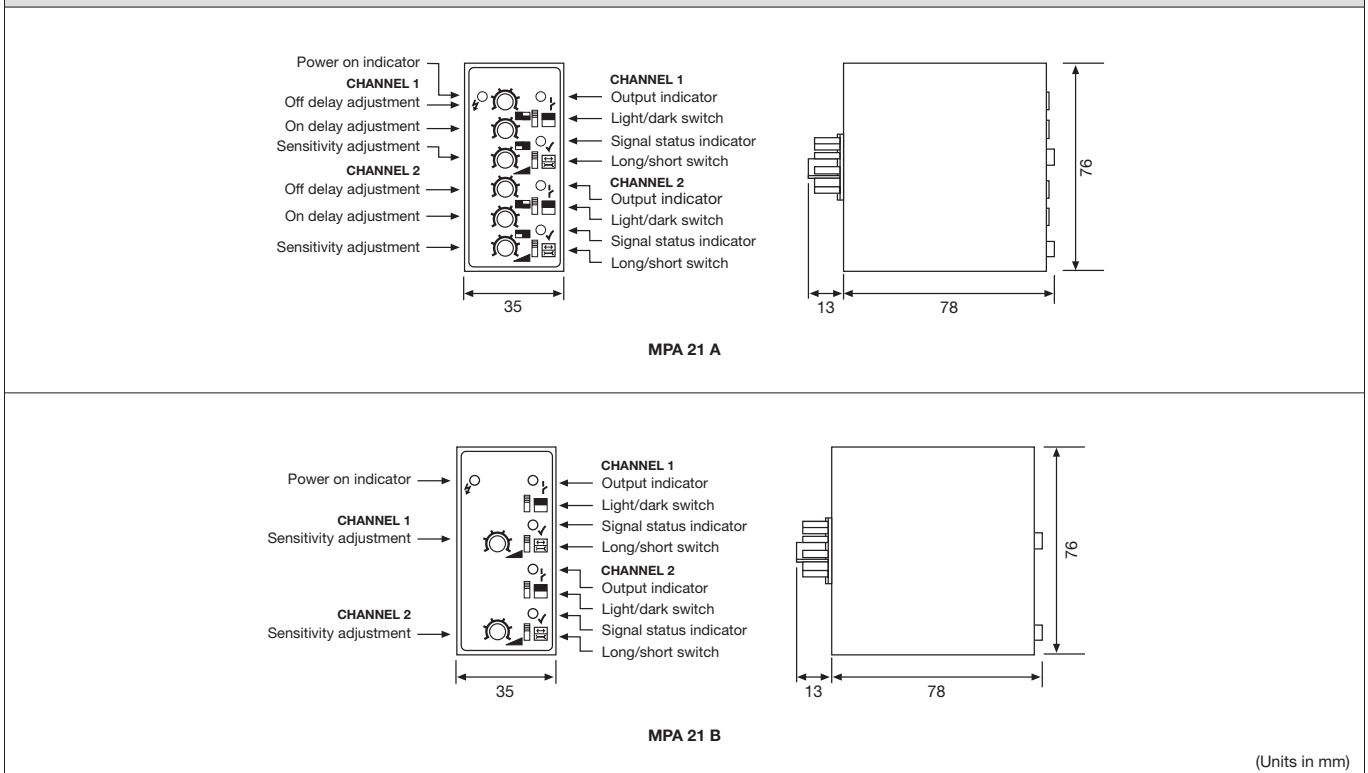 Power on indicator
CHANNEL 1
Off delay adjustment
On delay adjustment
Sensitivity adjustment
CHANNEL 2
Off delay adjustment
On delay adjustment
Sensitivity adjustment
CHANNEL 1
Output indicator
Light/dark switch
Signal status indicator
Long/short switch
CHANNEL 2
Output indicator
Light/dark switch
Signal status indicator
Long/short switch
35
13
78
76
MPA 21 A
Power on indicator
CHANNEL 1
Sensitivity adjustment
CHANNEL 2
Sensitivity adjustment
CHANNEL 1
Output indicator
Light/dark switch
Signal status indicator
Long/short switch
CHANNEL 2
Output indicator
Light/dark switch
Signal status indicator
Long/short switch
35
13
78
76
MPA 21 B
(Units in mm)